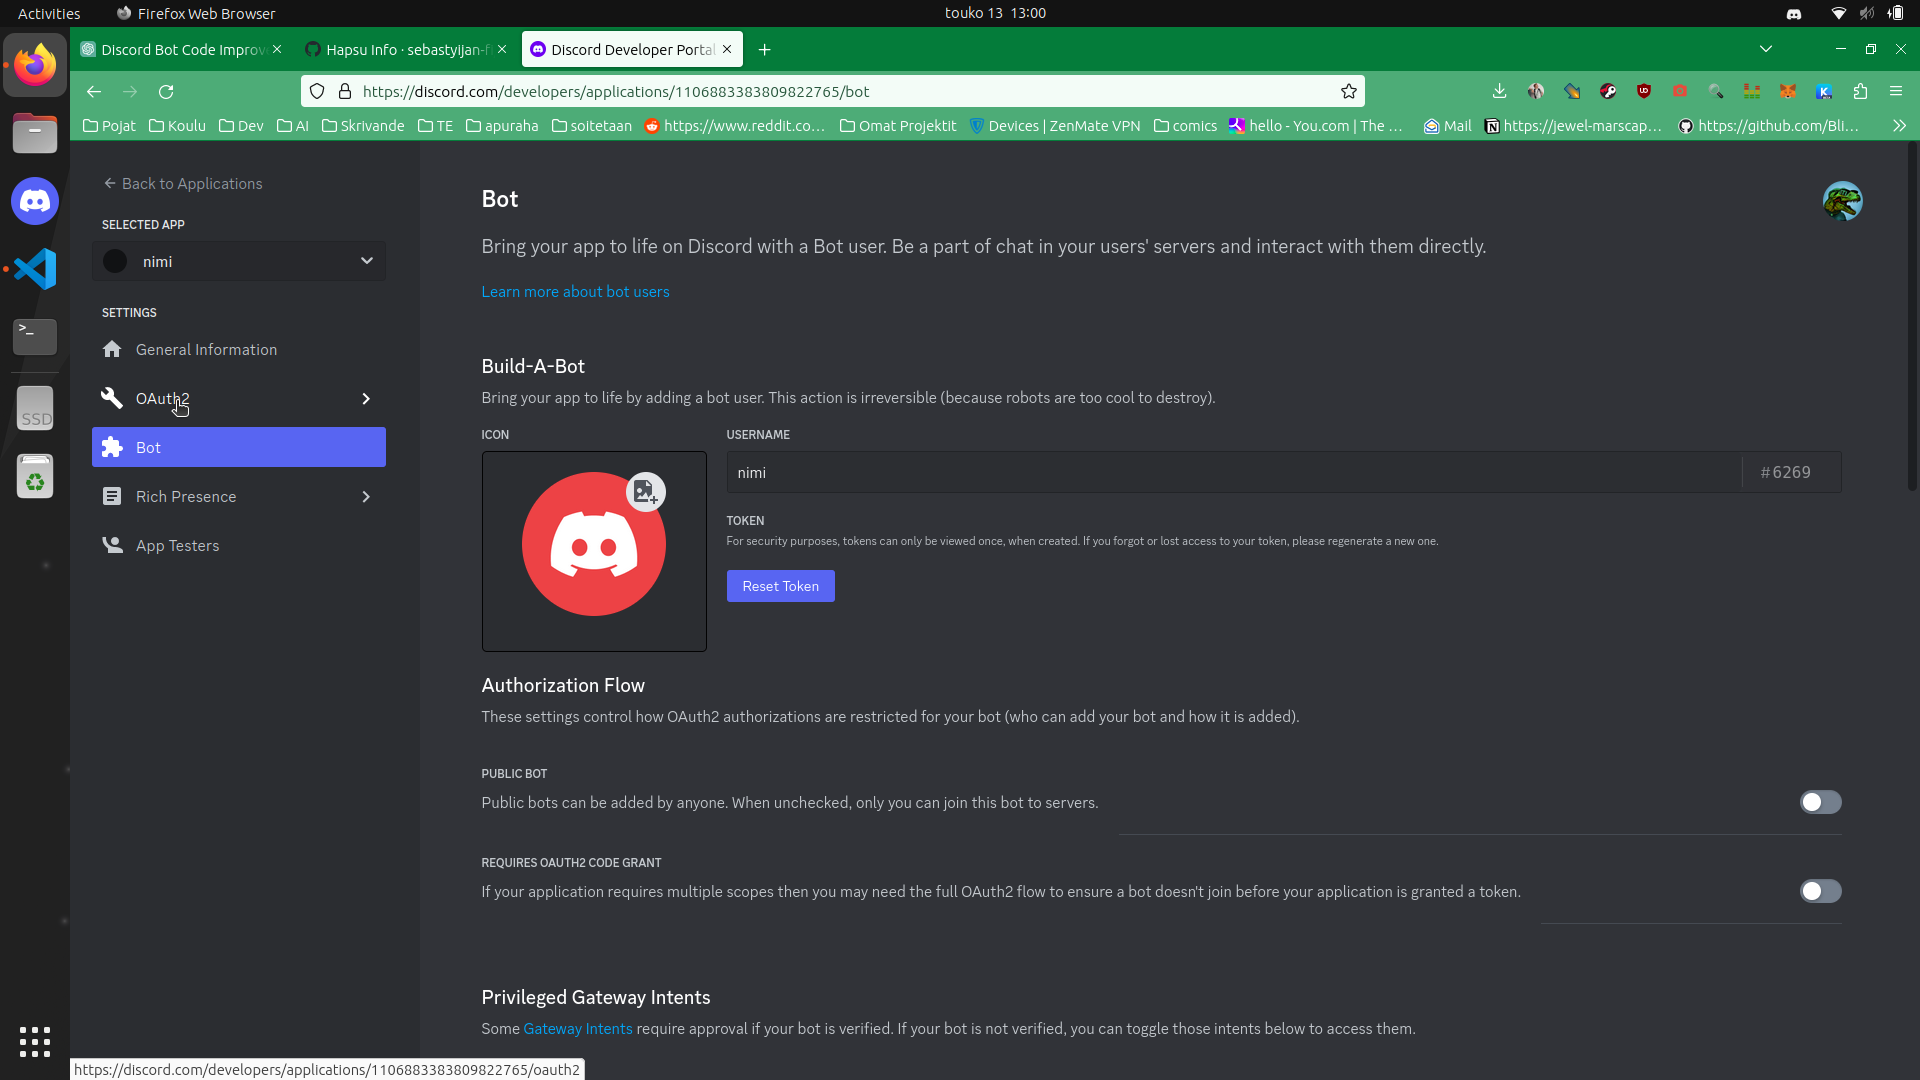 Activities
Firefox Web Browser
touko 13 13:00
Discord Bot Code Improv
Hapsu Info · sebastyijan-f
Discord Developer Portal
https://discord.com/developers/applications/1106883383809822765/bot
Pojat
Koulu
Dev
AI
Skrivande
TE
apuraha
soitetaan
https://www.reddit.co...
Omat Projektit
Devices | ZenMate VPN
comics
hello - You.com | The ...
Mail
https://jewel-marscap...
https://github.com/Bli...
Back to Applications
SELECTED APP
nimi
SETTINGS
General Information
OAuth2
Bot
Rich Presence
App Testers
SSD
Bot
Bring your app to life on Discord with a Bot user. Be a part of chat in your users' servers and interact with them directly.
Learn more about bot users
Build-A-Bot
Bring your app to life by adding a bot user. This action is irreversible (because robots are too cool to destroy).
ICON
USERNAME
nimi
#6269
TOKEN
For security purposes, tokens can only be viewed once, when created. If you forgot or lost access to your token, please regenerate a new one.
Reset Token
Authorization Flow
These settings control how OAuth2 authorizations are restricted for your bot (who can add your bot and how it is added).
PUBLIC BOT
Public bots can be added by anyone. When unchecked, only you can join this bot to servers.
REQUIRES OAUTH2 CODE GRANT
If your application requires multiple scopes then you may need the full OAuth2 flow to ensure a bot doesn't join before your application is granted a token.
Privileged Gateway Intents
Some Gateway Intents require approval if your bot is verified. If your bot is not verified, you can toggle those intents below to access them.
https://discord.com/developers/applications/1106883383809822765/oauth2